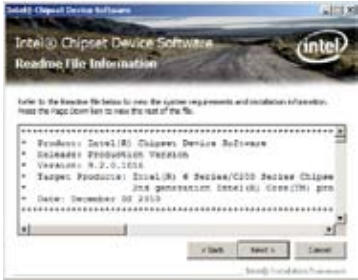 Intel® Chipset Device Software
Intel® Chipset Device Software
Readme File Information
intel
Refer to the Readme file below to view the system requirements and installation information.
Press the Page Down key to view the rest of the file.
* Product: Intel(R) Chipset Device Software
* Release: Production Version
* Version: 9.2.0.1016
* Target Products: Intel(R) 6 Series/C200 Series Chipse
* 2nd generation Intel(R) Core(TM) pro
* Date: December 2010
< Back
Next >
Cancel
Intel® Installation Framework